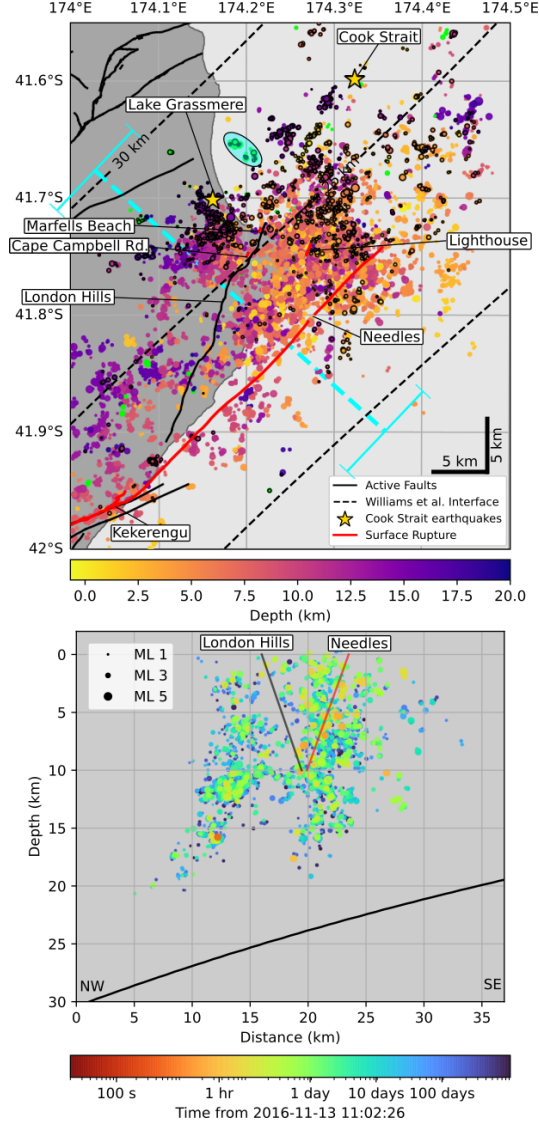 174°E 174.1°E 174.2°E 174.3°E 174.4°E 174.5°E
41.6°S
41.7°S
41.8°S
41.9°S
42°S
Cook Strait
Lake Grassmere
30 km
km
Marfells Beach
Cape Campbell Rd.
Lighthouse
London Hills
Needles
5 km
5 km
Kekerengu
Active Faults
Williams et al. Interface
Cook Strait earthquakes
Surface Rupture
0.0 2.5 5.0 7.5 10.0 12.5 15.0 17.5 20.0
Depth (km)
London Hills Needles
ML 1
ML 3
ML 5
0
5
10
15
20
25
30
Depth (km)
NW SE
0 5 10 15 20 25 30 35
Distance (km)
100 s 1 hr 1 day 10 days 100 days
Time from 2016-11-13 11:02:26